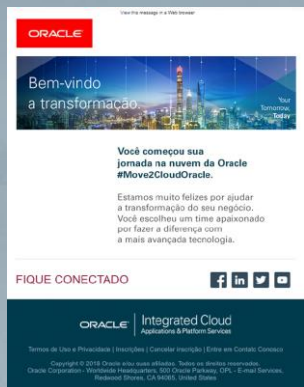 View this message in a Web browser
ORACLE
Bem-vindo
a transformação.
Your
Tomorrow,
Today
Você começou sua
jornada na nuvem da Oracle
#Move2CloudOracle.
Estamos muito felizes por ajudar
a transformação do seu negócio.
Você escolheu um time apaixonado
por fazer a diferença com
a mais avançada tecnologia.
FIQUE CONECTADO
ORACLE Integrated Cloud
Applications & Platform Services
Termos de Uso e Privacidade | Inscrições | Cancelar Inscrição | Entre em Contato Conosco
Copyright © 2016 Oracle e/ou suas afiliadas. Todos os direitos reservados.
Oracle Corporation - Worldwide Headquarters, 500 Oracle Parkway, OPL - E-mail Services,
Redwood Shores, CA 94065, United States